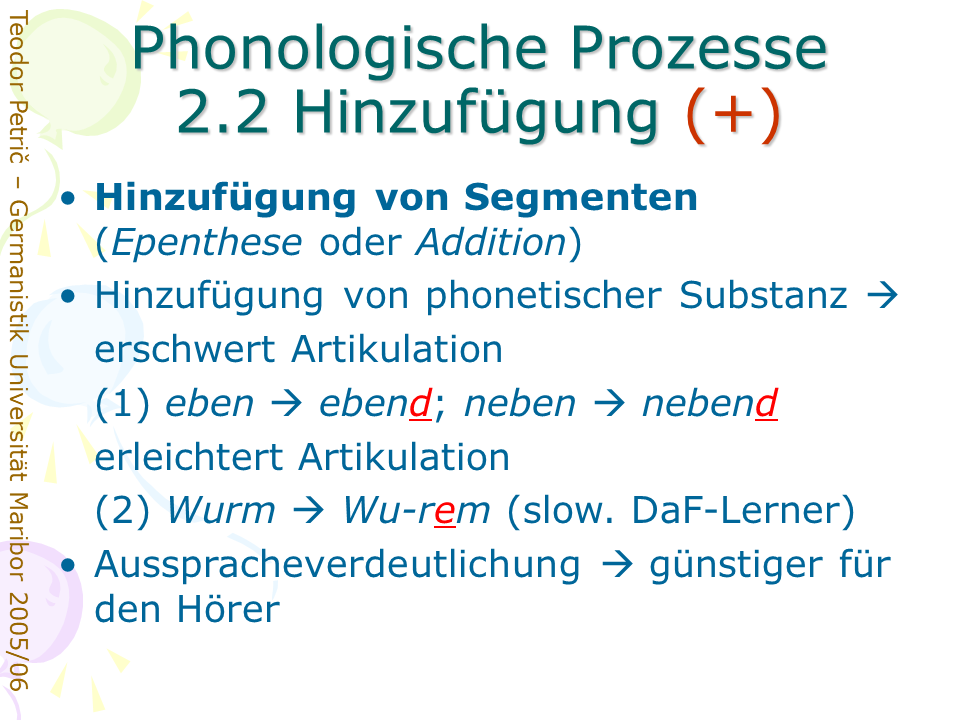 Phonologische Prozesse
2.2 Hinzufügung (+)
• Hinzufügung von Segmenten
(Epenthese oder Addition)
• Hinzufügung von phonetischer Substanz →
erschwert Artikulation
(1) eben → ebend; neben → nebend
erleichtert Artikulation
(2) Wurm → Wu-rem (slow. DaF-Lerner)
• Ausspracheverdeutlichung → günstiger für
den Hörer
Teodor Petrič – Germanistik Universität Maribor 2005/06